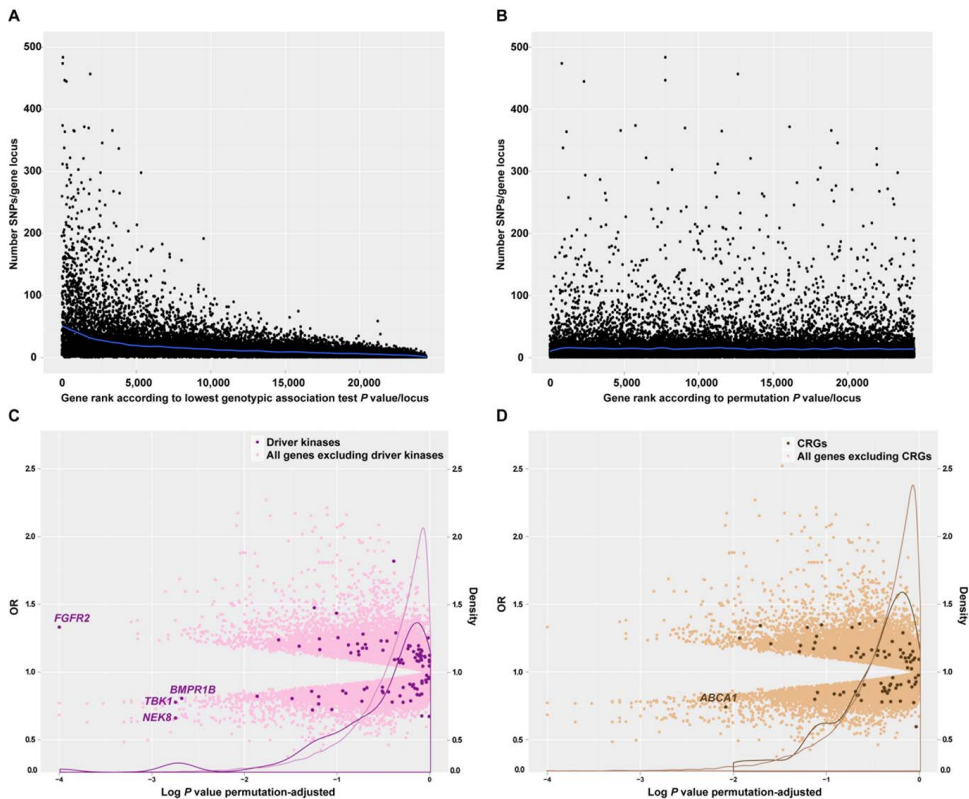 A
500
400
300
200
100
0
Number SNPs/gene locus
0 5,000 10,000 15,000 20,000
Gene rank according to lowest genotypic association test P value/locus
B
500
400
300
200
100
0
Number SNPs/gene locus
0 5,000 10,000 15,000 20,000
Gene rank according to permutation P value/locus
C
Driver kinases
All genes excluding driver kinases
2.5
2.0
1.5
1.0
0.5
0.0
OR
2.5
2.0
1.5
1.0
0.5
0.0
Density
FGFR2
BMPR1B
TBK1
NEK8
−4 −3 −2 −1 0
Log P value permutation-adjusted
D
CRGs
All genes excluding CRGs
2.5
2.0
1.5
1.0
0.5
0.0
OR
2.5
2.0
1.5
1.0
0.5
0.0
Density
ABCA1
−4 −3 −2 −1 0
Log P value permutation-adjusted